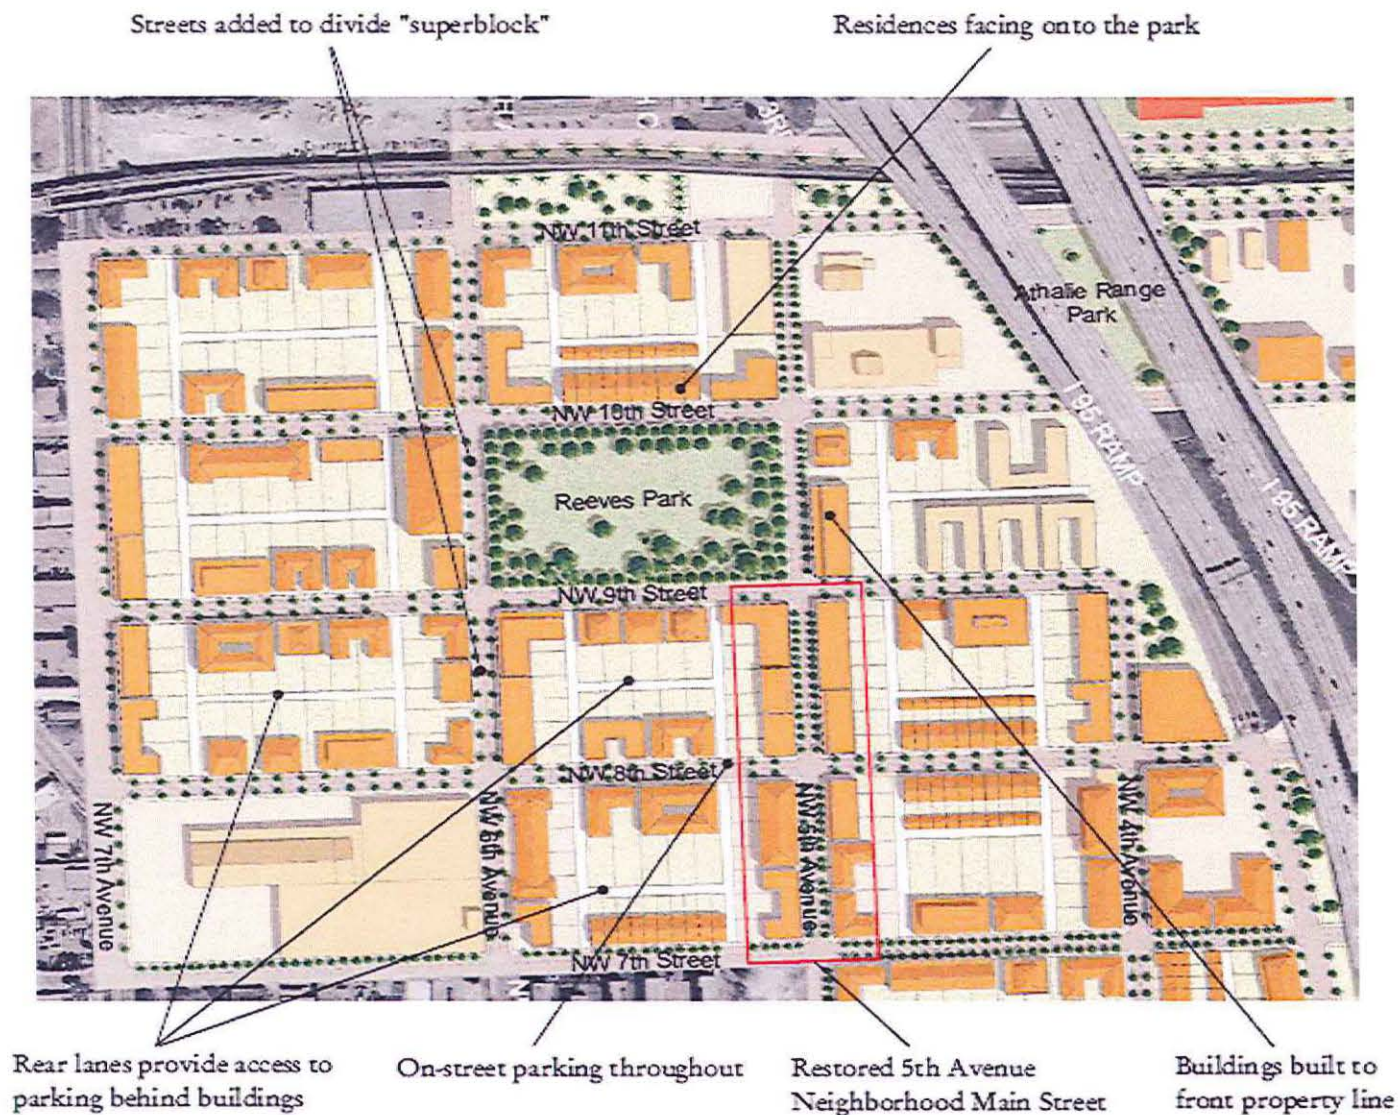 Streets added to divide "superblock"
Residences facing onto the park
3R
NW 11th Street
Athalie Range
Park
NW 10th Street
I 95 RAMP
I 95 RAMP
Reeves Park
NW 9th Street
NW 8th Street
NW 7th Avenue
NW 6th Avenue
NW 5th Avenue
NW 4th Avenue
NW 7th Street
Rear lanes provide access to
parking behind buildings
On-street parking throughout
Restored 5th Avenue
Neighborhood Main Street
Buildings built to
front property line